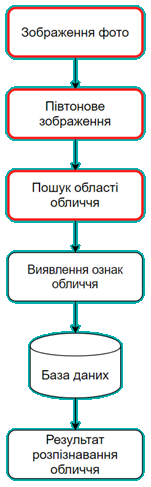 Зображення фото
Півтонове
зображення
Пошук області
обличчя
Виявлення ознак
обличчя
База даних
Результат
розпізнавання
обличчя